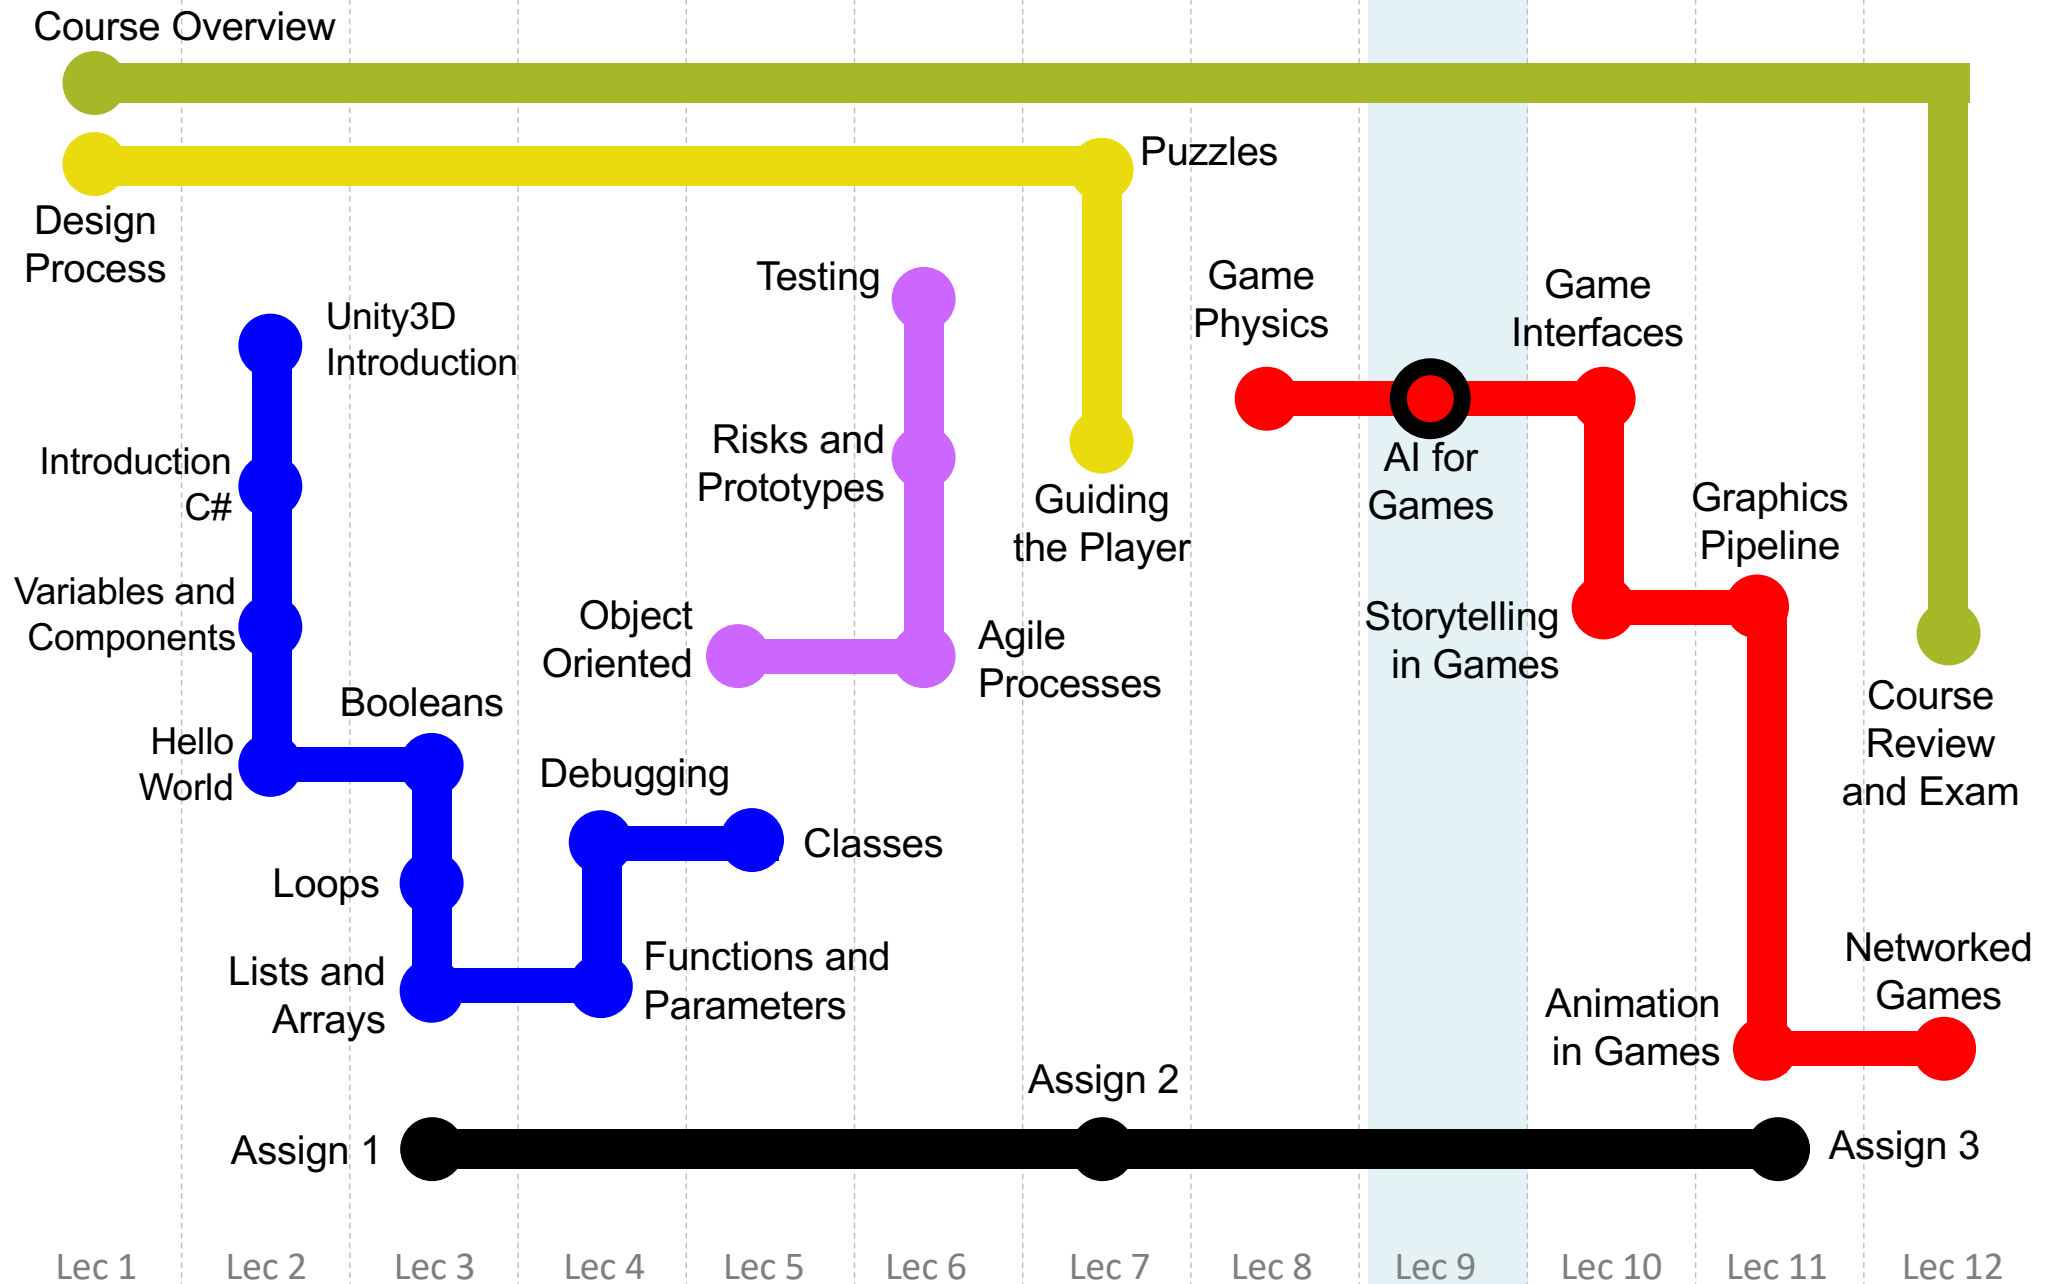 Course Overview
Puzzles
Design
Process
Testing
Game
Physics
Game
Interfaces
Unity3D
Introduction
Introduction
C#
Risks and
Prototypes
Guiding
the Player
AI for
Games
Graphics
Pipeline
Variables and
Components
Object
Oriented
Agile
Processes
Storytelling
in Games
Course
Review
and Exam
Hello
World
Booleans
Debugging
Classes
Loops
Lists and
Arrays
Functions and
Parameters
Networked
Games
Animation
in Games
Assign 1
Assign 2
Assign 3
Lec 1
Lec 2
Lec 3
Lec 4
Lec 5
Lec 6
Lec 7
Lec 8
Lec 9
Lec 10
Lec 11
Lec 12